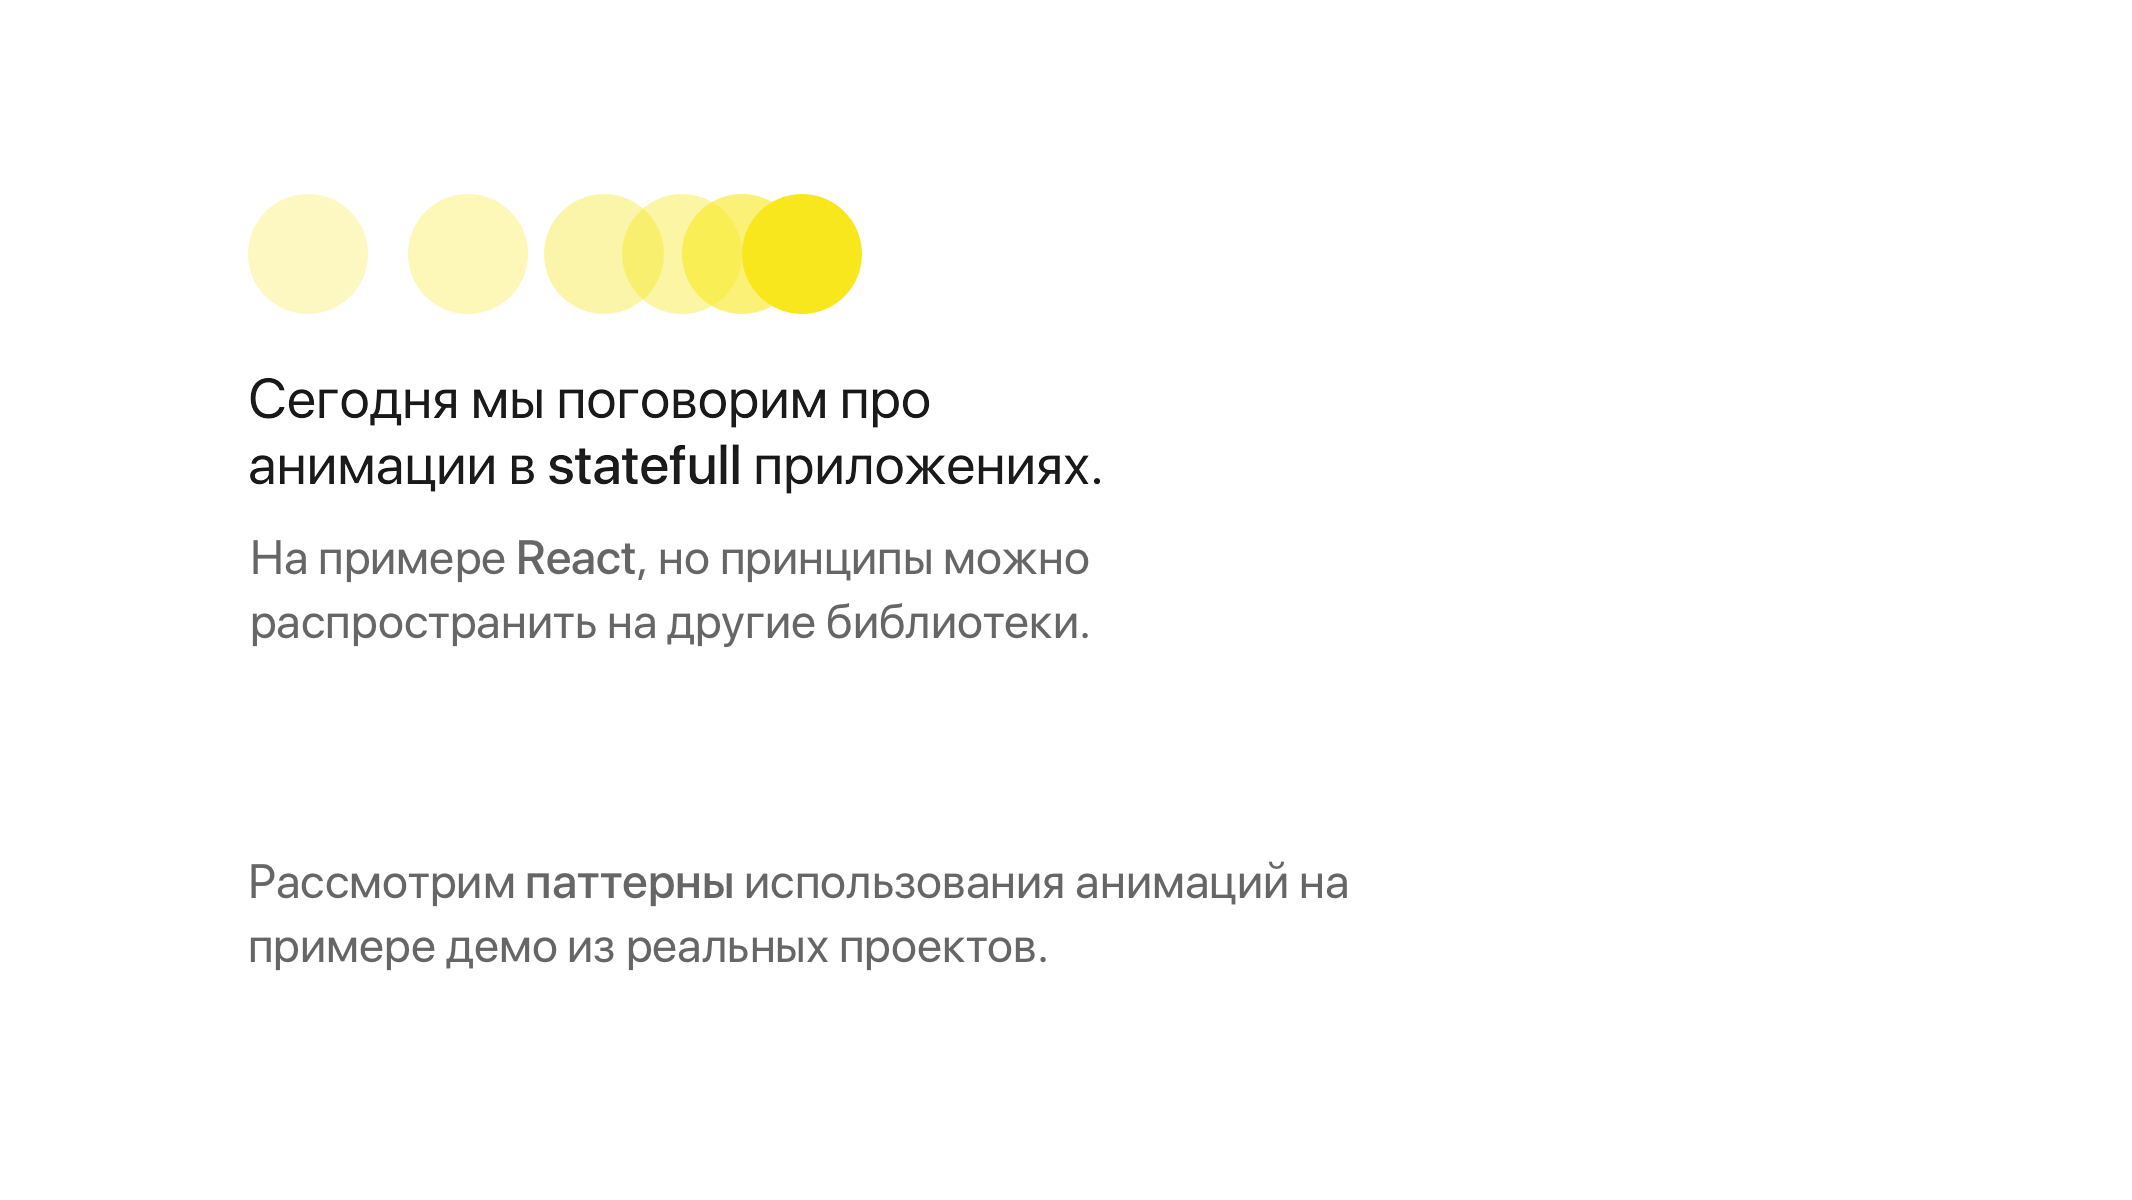 Сегодня мы поговорим про
анимации в statefull приложениях.
На примере React, но принципы можно
распространить на другие библиотеки.
Рассмотрим паттерны использования анимаций на
примере демо из реальных проектов.